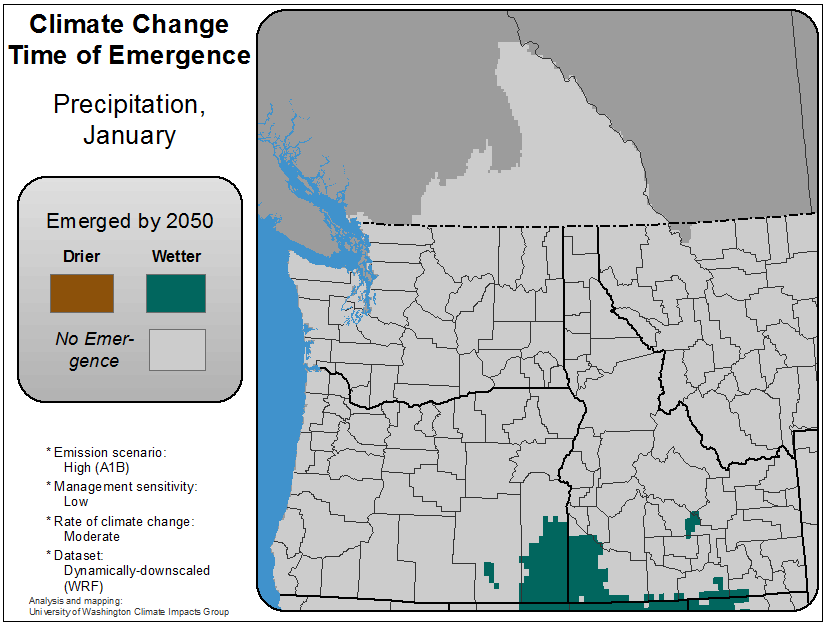 Climate Change
Time of Emergence
Precipitation,
January
Emerged by 2050
Drier
Wetter
No Emer-
gence
* Emission scenario:
High (A1B)
* Management sensitivity:
Low
* Rate of climate change:
Moderate
* Dataset:
Dynamically-downscaled
(WRF)
Analysis and mapping:
University of Washington Climate Impacts Group